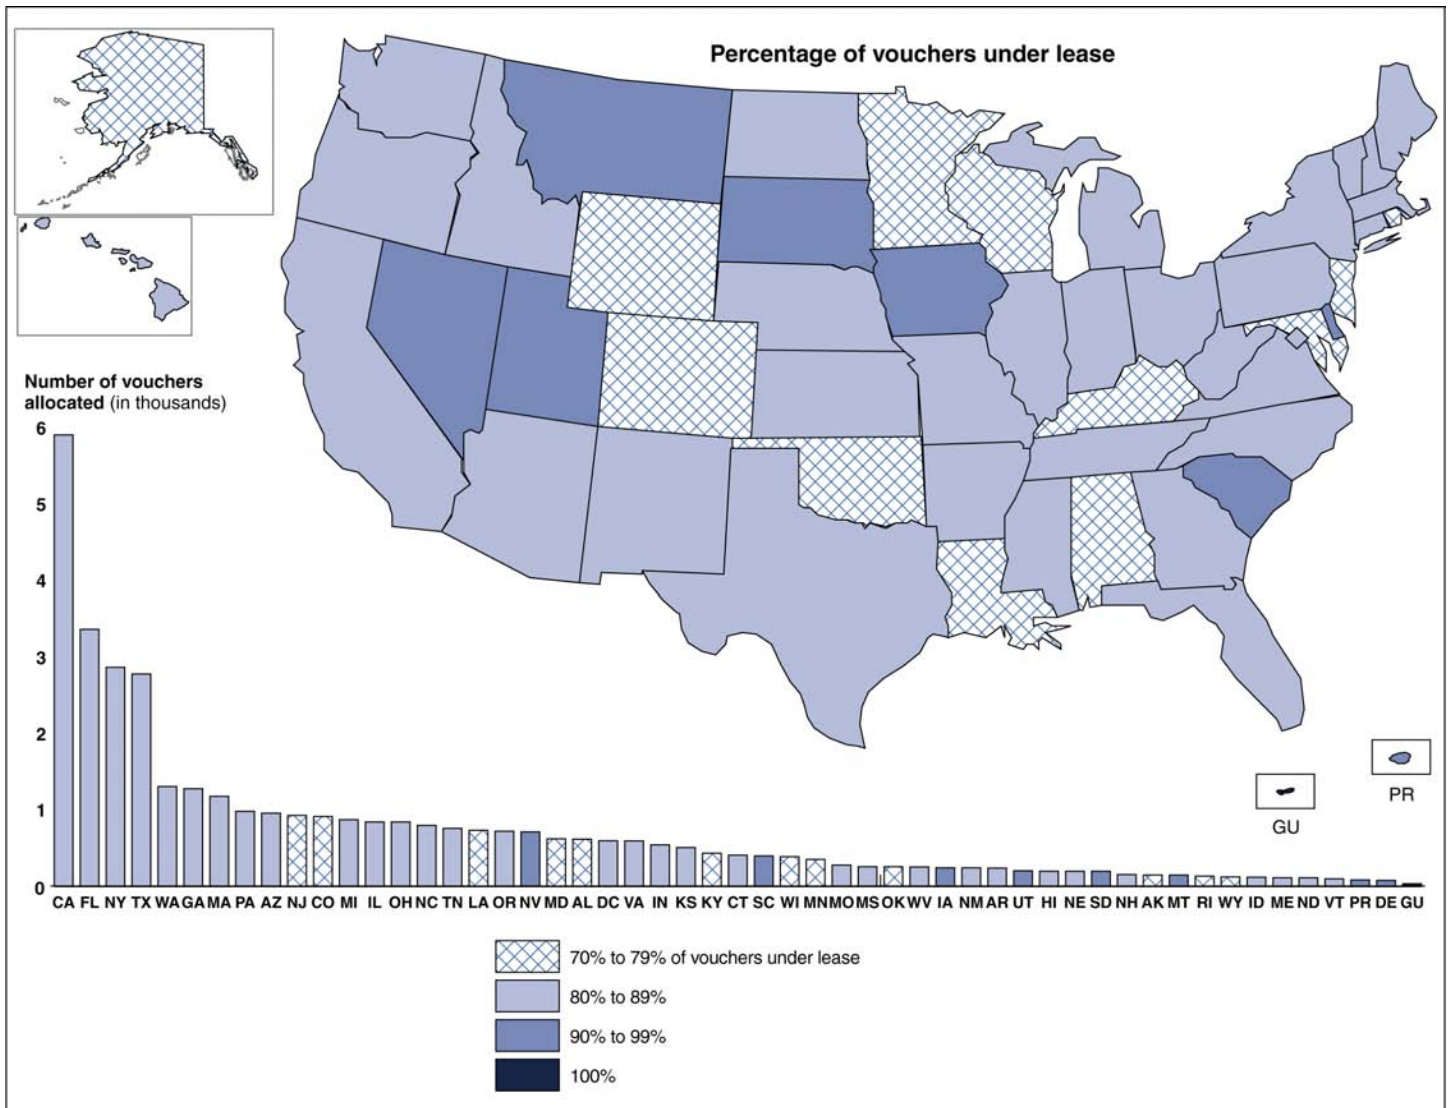 Percentage of vouchers under lease
Number of vouchers
allocated (in thousands)
6
5
4
3
2
1
0
PR
GU
CA FL NY TX WA GA MA PA AZ NJ CO MI IL OH NC TN LA OR NV MD AL DC VA IN KS KY CT SC WI MN MO MS OK WV IA NM AR UT HI NE SD NH AK MT RI WY ID ME ND VT PR DE GU
70% to 79% of vouchers under lease
80% to 89%
90% to 99%
100%